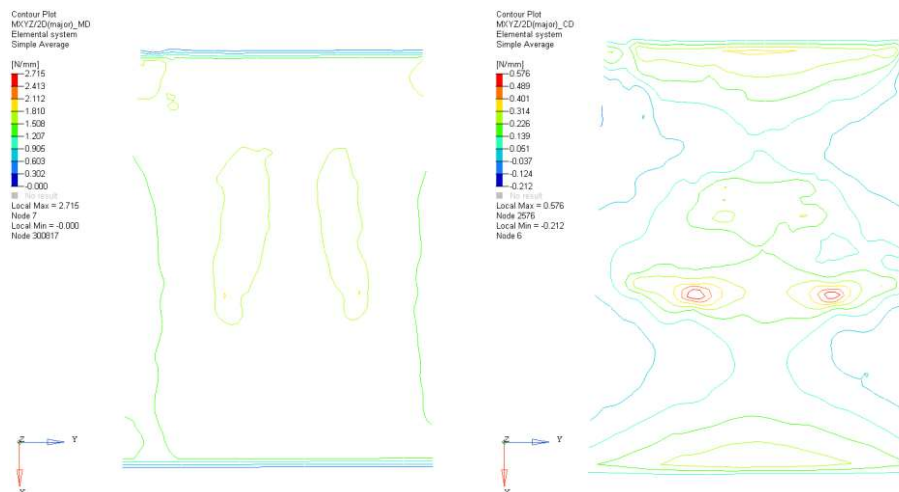 Contour Plot
MXYZ/2D(major)_MD
Elemental system
Simple Average
[N/mm]
2.715
2.413
2.112
1.810
1.508
1.207
0.905
0.603
0.302
-0.000
No result
Local Max = 2.715
Node 7
Local Min = -0.000
Node 300817
Z
Y
X
Contour Plot
MXYZ/2D(major)_CD
Elemental system
Simple Average
[N/mm]
0.576
0.489
0.401
0.314
0.226
0.139
0.051
-0.037
-0.124
-0.212
No result
Local Max = 0.576
Node 2576
Local Min = -0.212
Node 6
Z
Y
X